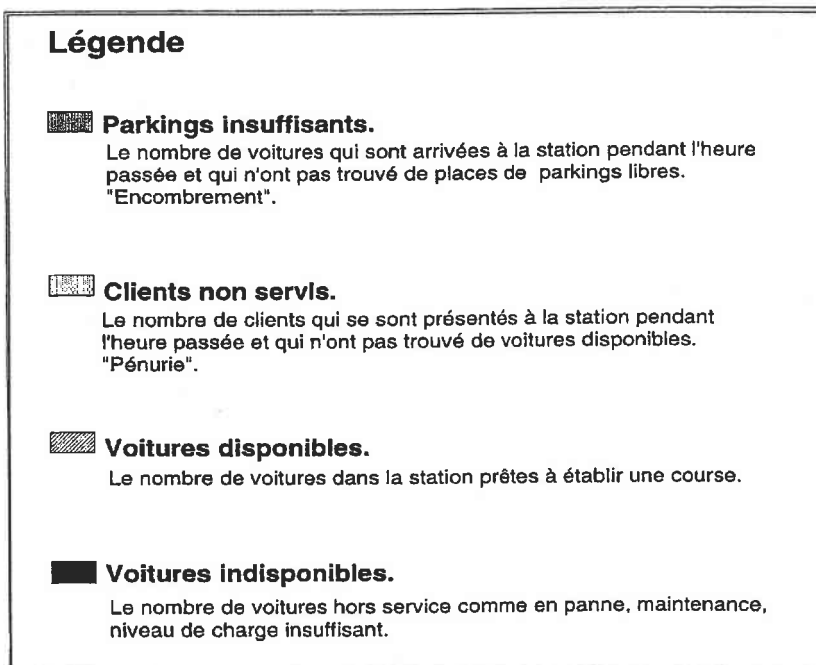 Légende
Parkings insuffisants.
Le nombre de voitures qui sont arrivées à la station pendant l'heure
passée et qui n'ont pas trouvé de places de parkings libres.
"Encombrement".
Clients non servis.
Le nombre de clients qui se sont présentés à la station pendant
l'heure passée et qui n'ont pas trouvé de voitures disponibles.
"Pénurie".
Voitures disponibles.
Le nombre de voitures dans la station prêtes à établir une course.
Voitures indisponibles.
Le nombre de voitures hors service comme en panne, maintenance,
niveau de charge insuffisant.